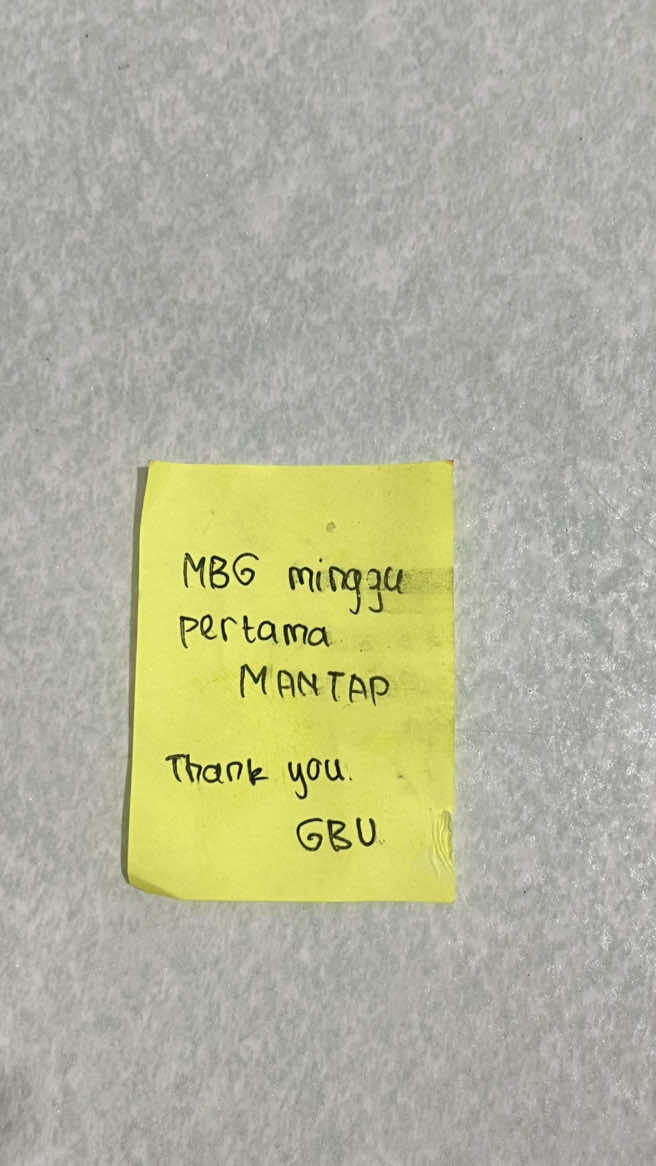 MBG minggu
pertama
MANTAP
Thank you.
GBU